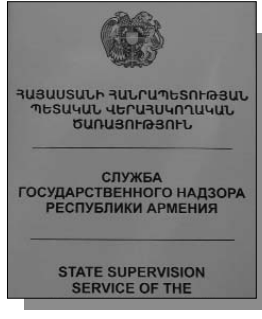 ՀԱՅԱՍՏԱՆԻ ՀԱՆՐԱՊԵՏՈՒԹՅԱՆ
ՊԵՏԱԿԱՆ ՎԵՐԱՀՍԿՈՂԱԿԱՆ
ԾԱՌԱՅՈՒԹՅՈՒՆ
СЛУЖБА
ГОСУДАРСТВЕННОГО НАДЗОРА
РЕСПУБЛИКИ АРМЕНИЯ
STATE SUPERVISION
SERVICE OF THE